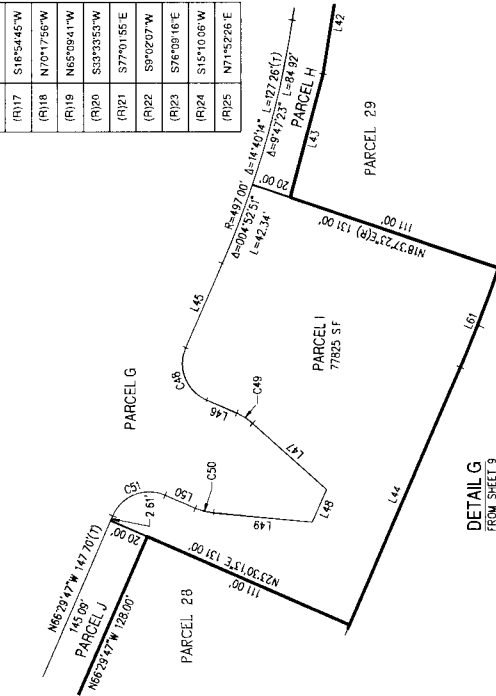 (R)17 S16°54'45"W
(R)18 N70°17'56"W
(R)19 N65°09'41"W
(R)20 S33°33'53"W
(R)21 S77°01'55"E
(R)22 S9°02'07"W
(R)23 S76°09'16"E
(R)24 S15°10'06"W
(R)25 N71°52'26"E
L42
L43
PARCEL H
PARCEL 29
Δ=14°40'14" L=127.26'(T)
Δ=9°47'23" L=84.92'
20.00'
R=497.00'
Δ=004°52'51"
L=42.34'
N18°37'23"E(R) 131.00'
111.00'
L45
PARCEL G
C48
L46
C49
PARCEL I
77825 S.F.
L47
L61
L48
L44
C51
2.61'
L50
C50
L49
N66°29'47"W 147.70'(T)
145.09'
PARCEL J
N66°29'47"W 128.00'
20.00'
N23°30'13"E 131.00'
111.00'
PARCEL 28
DETAIL G
FROM SHEET 9